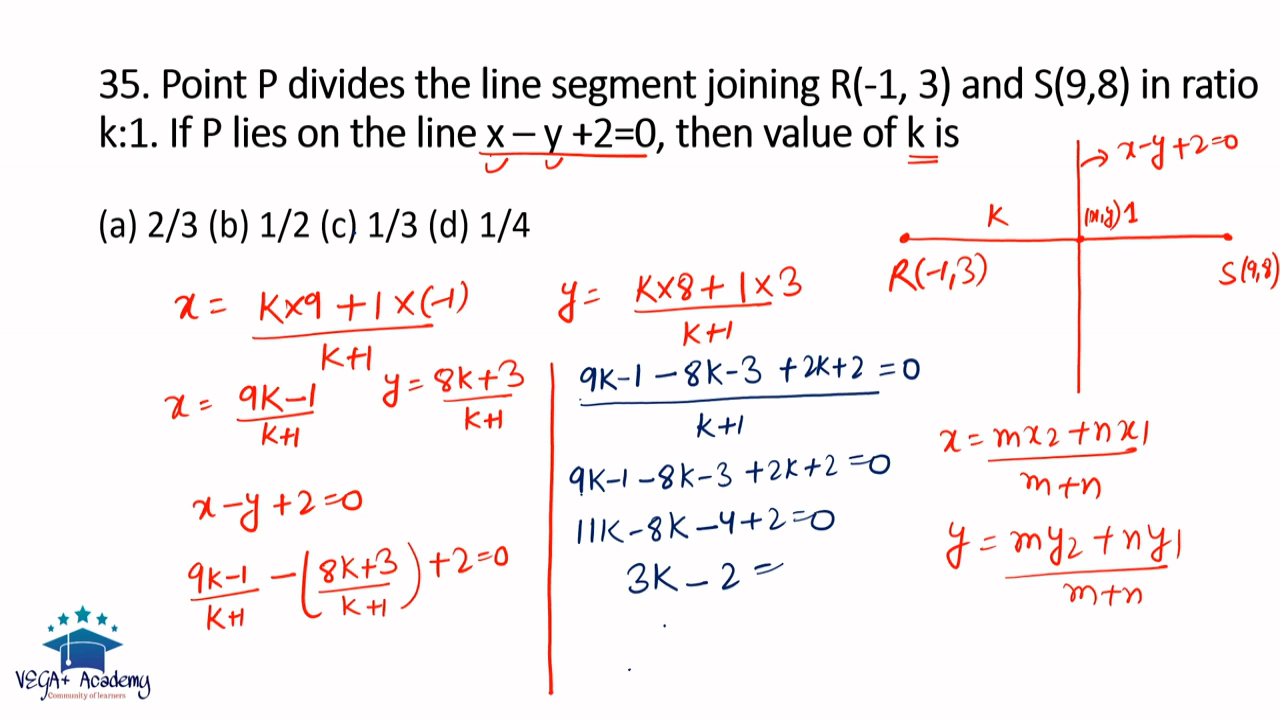 35. Point P divides the line segment joining R(-1, 3) and S(9,8) in ratio
k:1. If P lies on the line x – y +2=0, then value of k is
(a) 2/3 (b) 1/2 (c) 1/3 (d) 1/4
→ x-y+2=0
K (x,y) 1
R(-1,3) S(9,8)
x = K×9 + 1×(-1) / K+1
y = K×8 + 1×3 / K+1
x = 9K-1 / K+1
y = 8K+3 / K+1
x-y+2=0
9K-1 / K+1 - (8K+3 / K+1) + 2=0
9K-1 - 8K-3 +2K+2 / K+1 = 0
9K-1 -8K-3 +2K+2 =0
11K-8K-4+2=0
3K-2 =
x = mx2 + nx1 / m+n
y = my2 + ny1 / m+n
VEGA+ Academy
Community of learners